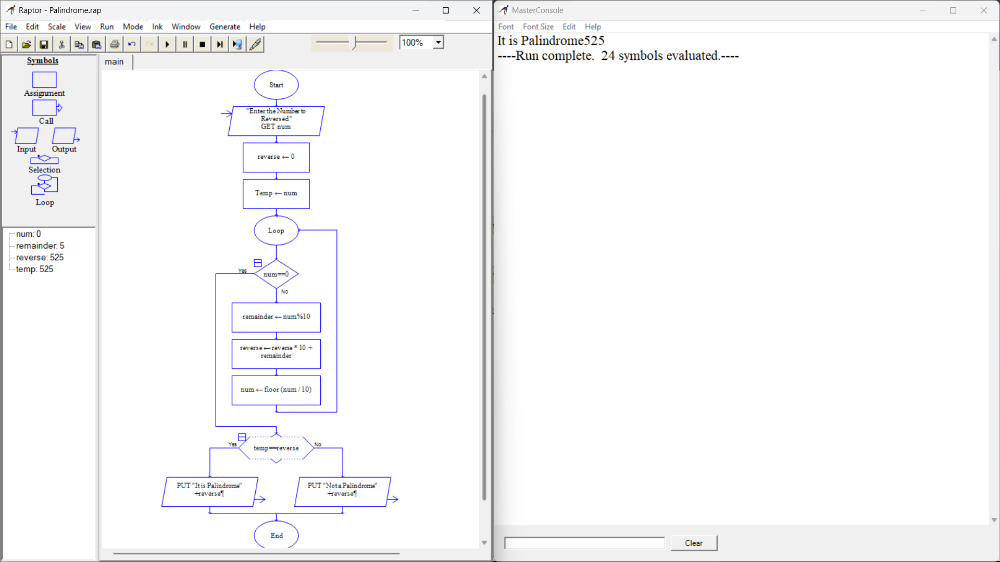 Raptor - Palindrome.rap
File Edit Scale View Run Mode Ink Window Generate Help
100%
Symbols
Assignment
Call
Input Output
Selection
Loop
num: 0
remainder: 5
reverse: 525
temp: 525
main
Start
"Enter the Number to
Reversed"
GET num
reverse ← 0
Temp ← num
Loop
Yes
num==0
No
remainder ← num%10
reverse ← reverse * 10 +
remainder
num ← floor (num / 10)
Yes
temp==reverse
No
PUT "It is Palindrome"
+reverse¶
PUT "Not a Palindrome"
+reverse¶
End
MasterConsole
Font Font Size Edit Help
It is Palindrome525
----Run complete.  24 symbols evaluated.----
Clear